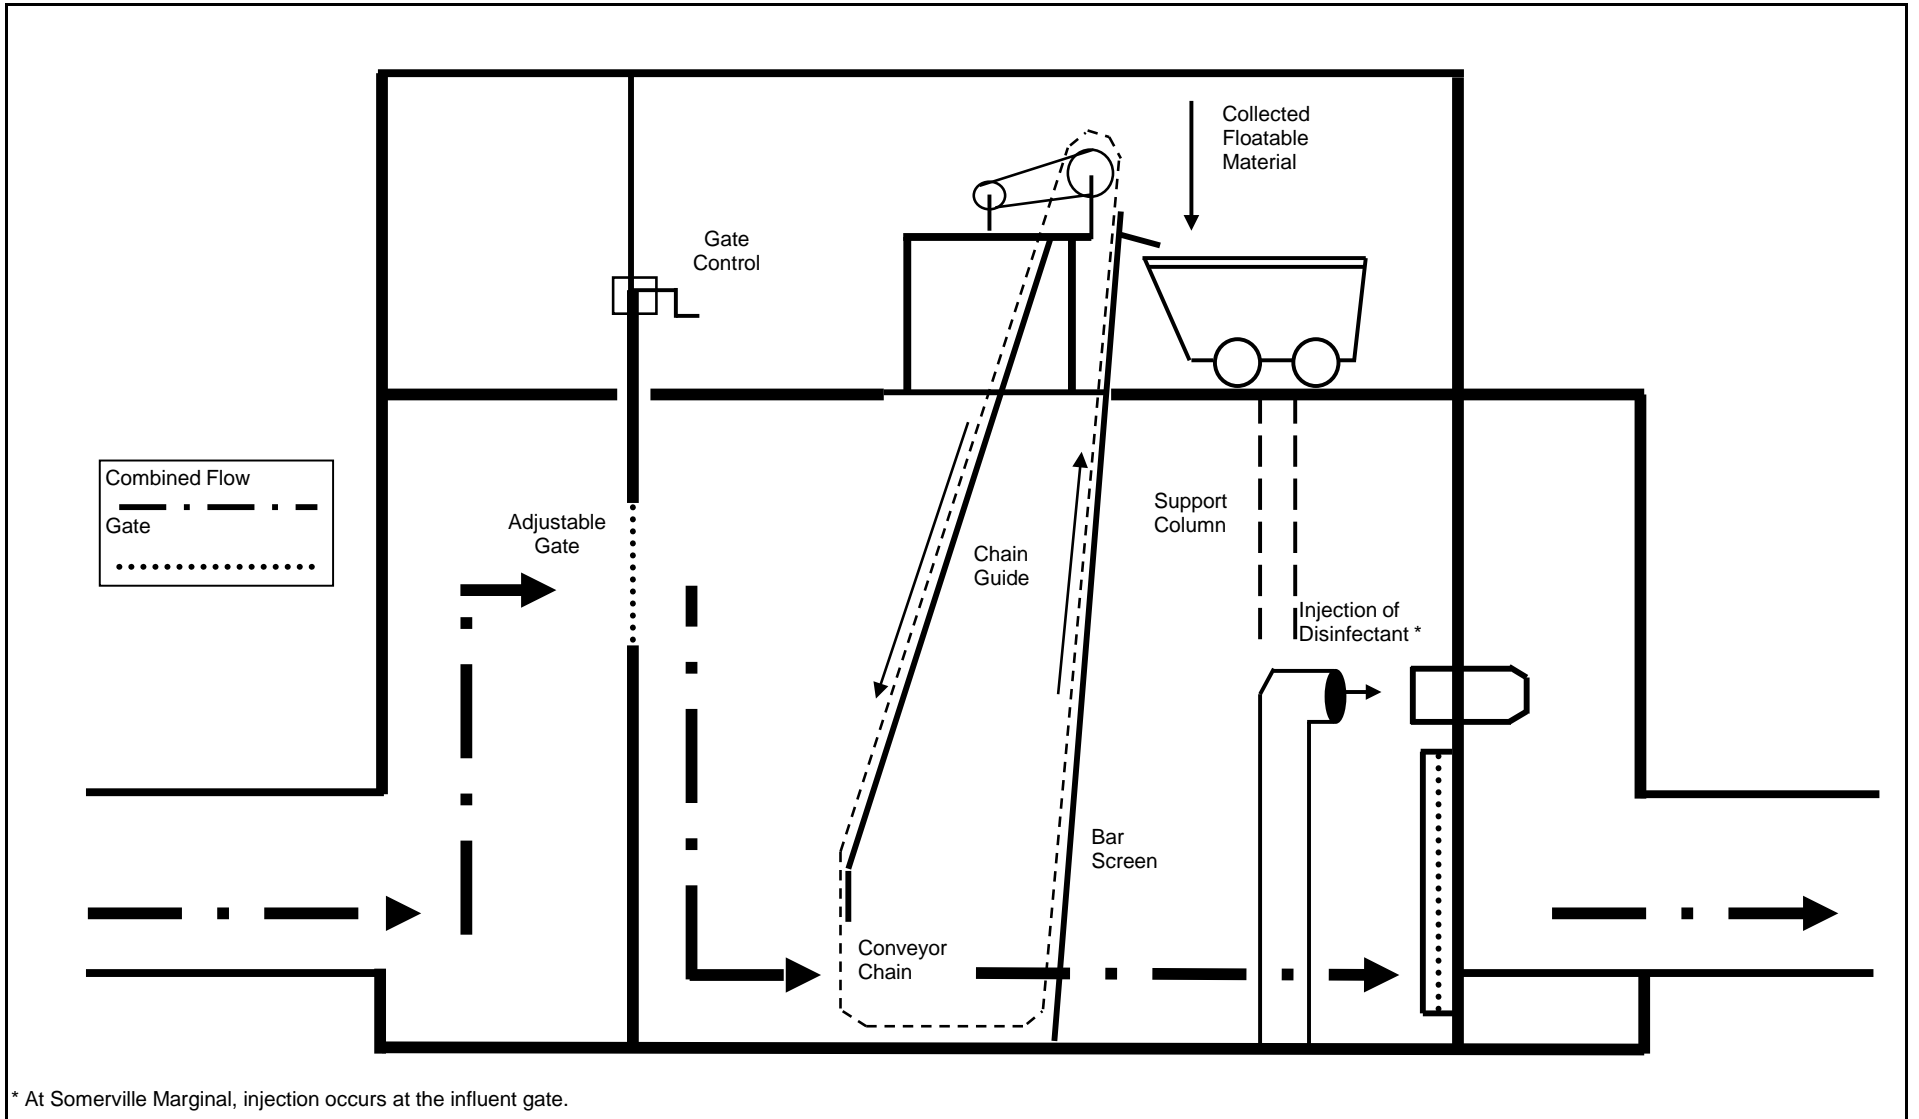 Collected
Floatable
Material
Gate
Control
Combined Flow
Gate
Adjustable
Gate
Support
Column
Chain
Guide
Injection of
Disinfectant *
Bar
Screen
Conveyor
Chain
* At Somerville Marginal, injection occurs at the influent gate.